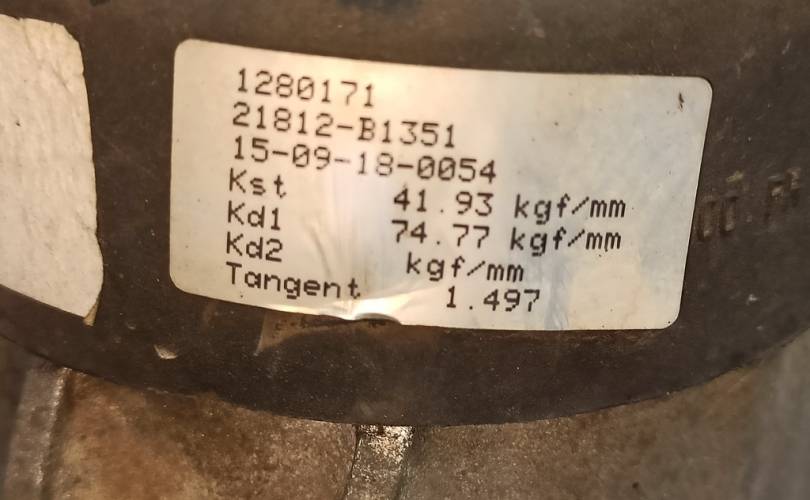 1280171
21812-B1351
15-09-18-0054
Kst 41.93 kgf/mm
Kd1 74.77 kgf/mm
Kd2 kgf/mm
Tangent 1.497